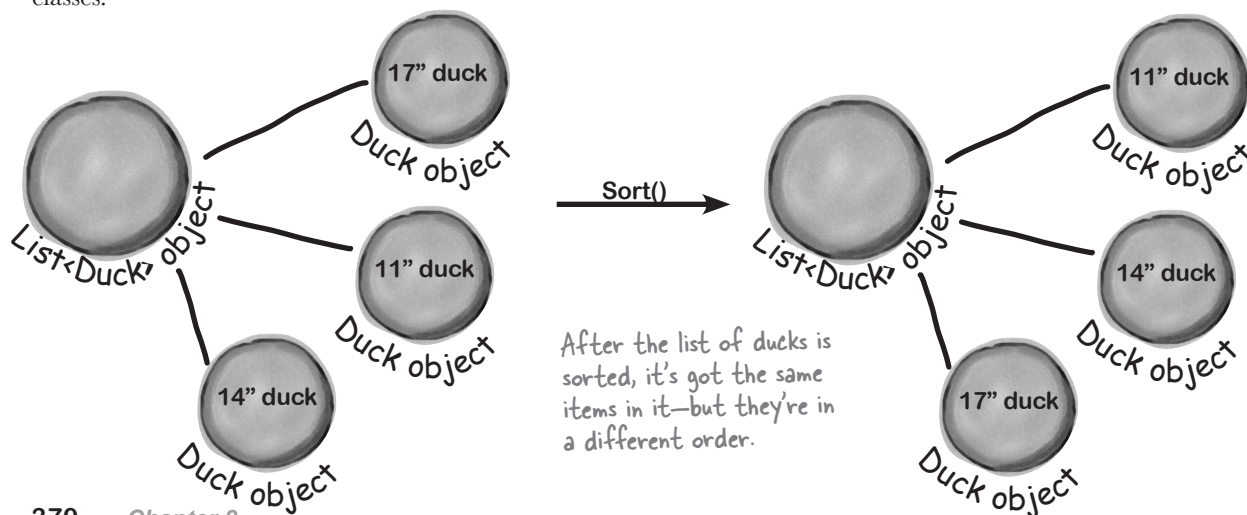 classes.
17” duck
Duck object
List<Duck> object
11” duck
Duck object
14” duck
Duck object
Sort()
11” duck
Duck object
List<Duck> object
14” duck
Duck object
17” duck
Duck object
After the list of ducks is
sorted, it’s got the same
items in it—but they’re in
a different order.